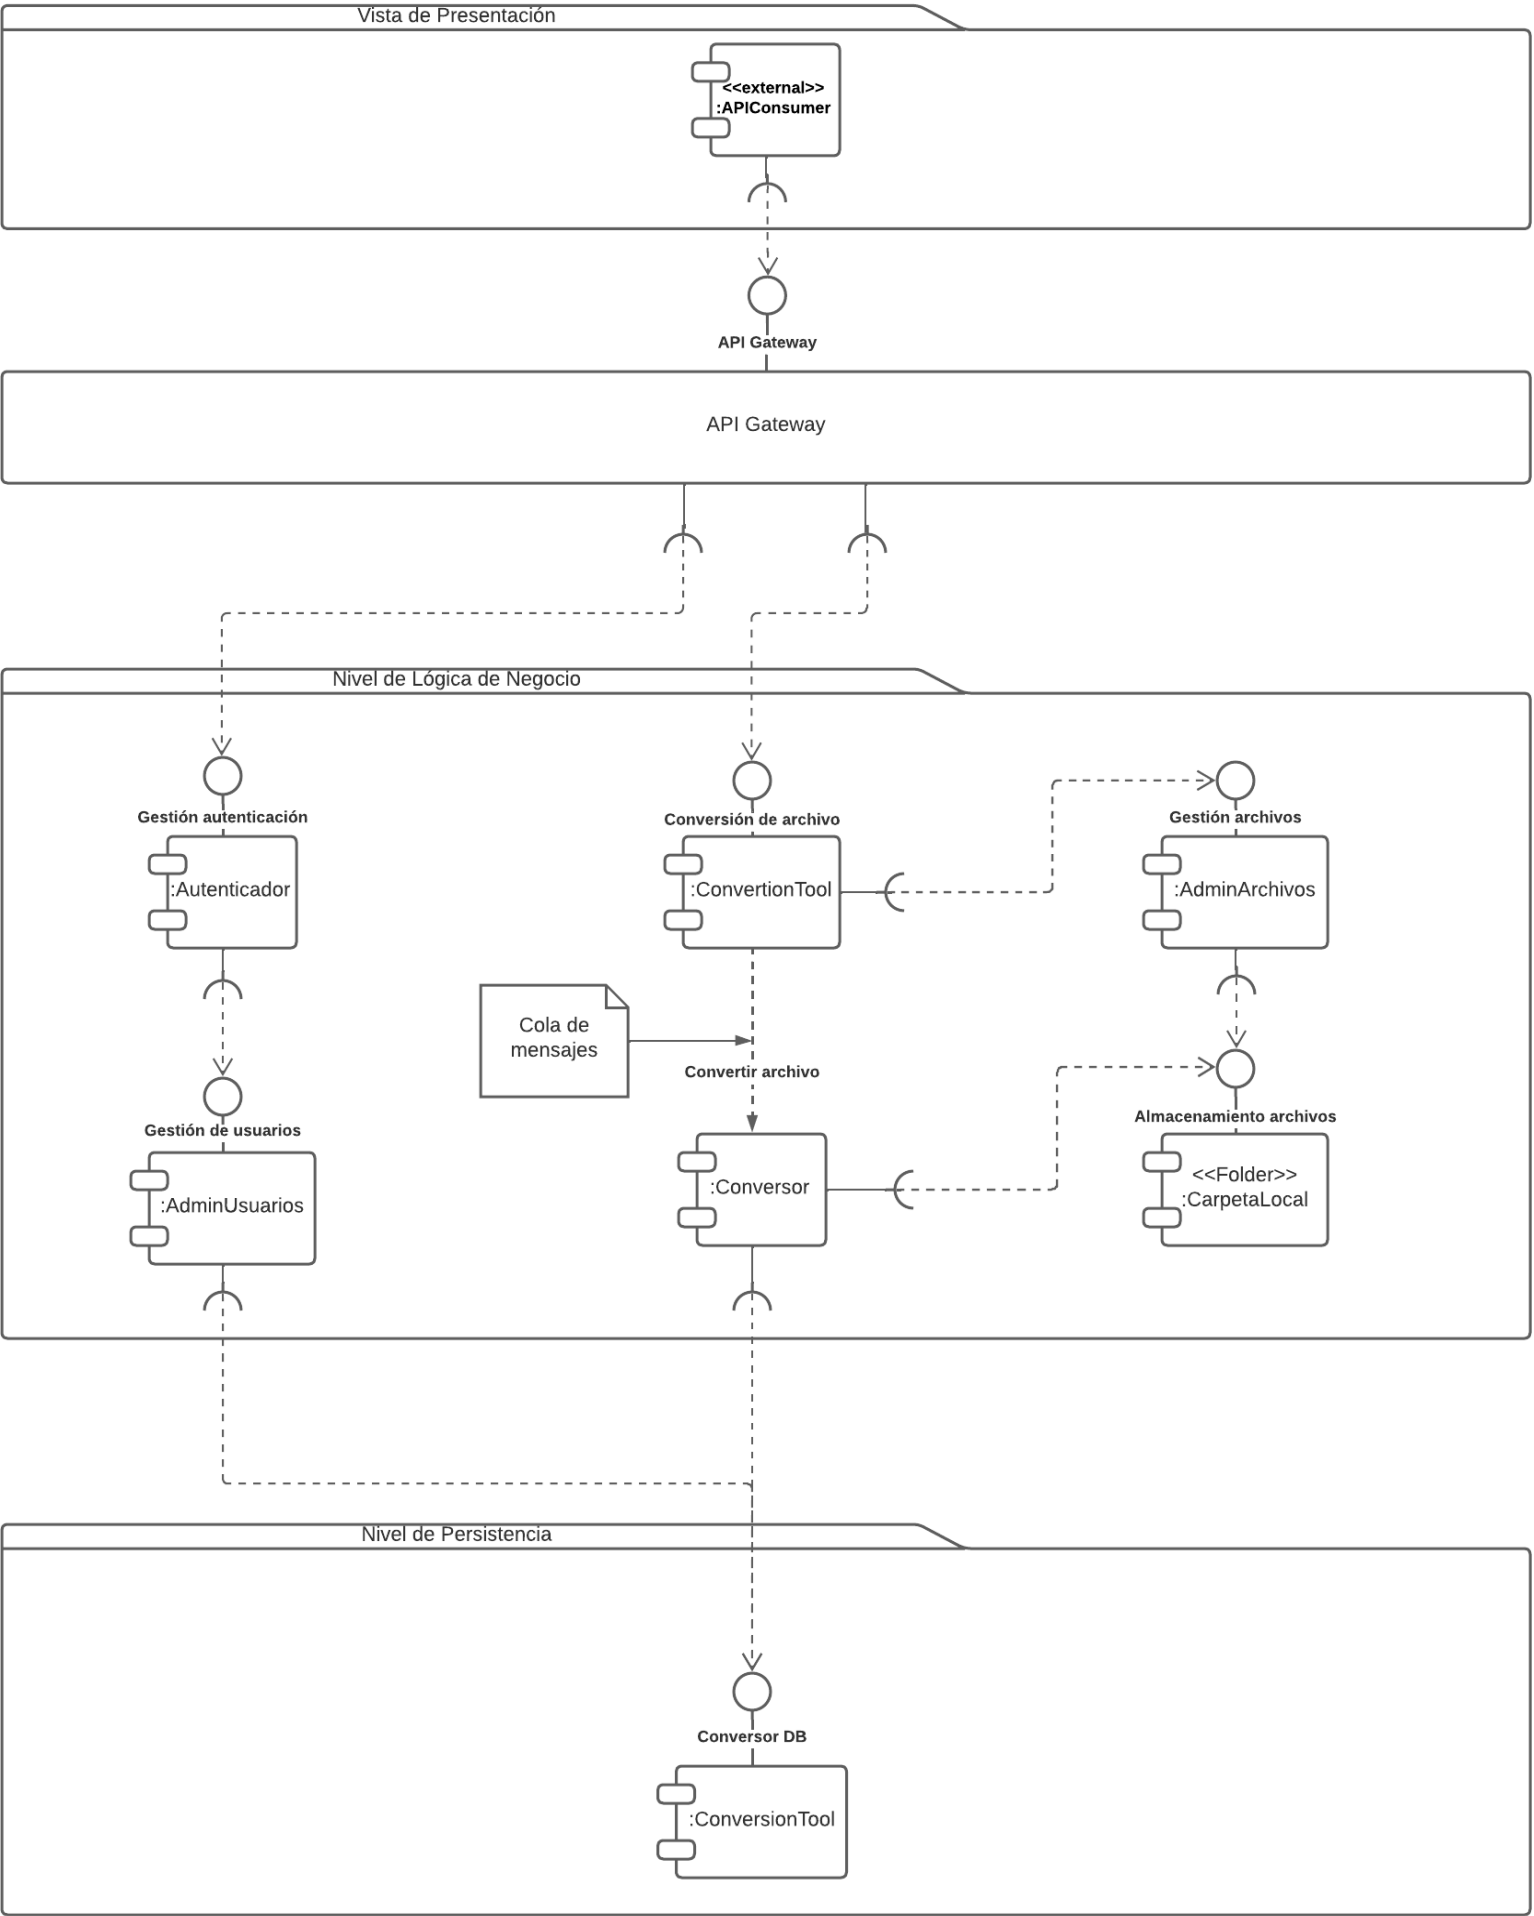 Vista de Presentación
<<external>>
:APIConsumer
API Gateway
API Gateway
Nivel de Lógica de Negocio
Gestión autenticación
:Autenticador
Conversión de archivo
:ConvertionTool
Gestión archivos
:AdminArchivos
Cola de
mensajes
Convertir archivo
Gestión de usuarios
:AdminUsuarios
:Conversor
Almacenamiento archivos
<<Folder>>
:CarpetaLocal
Nivel de Persistencia
Conversor DB
:ConversionTool